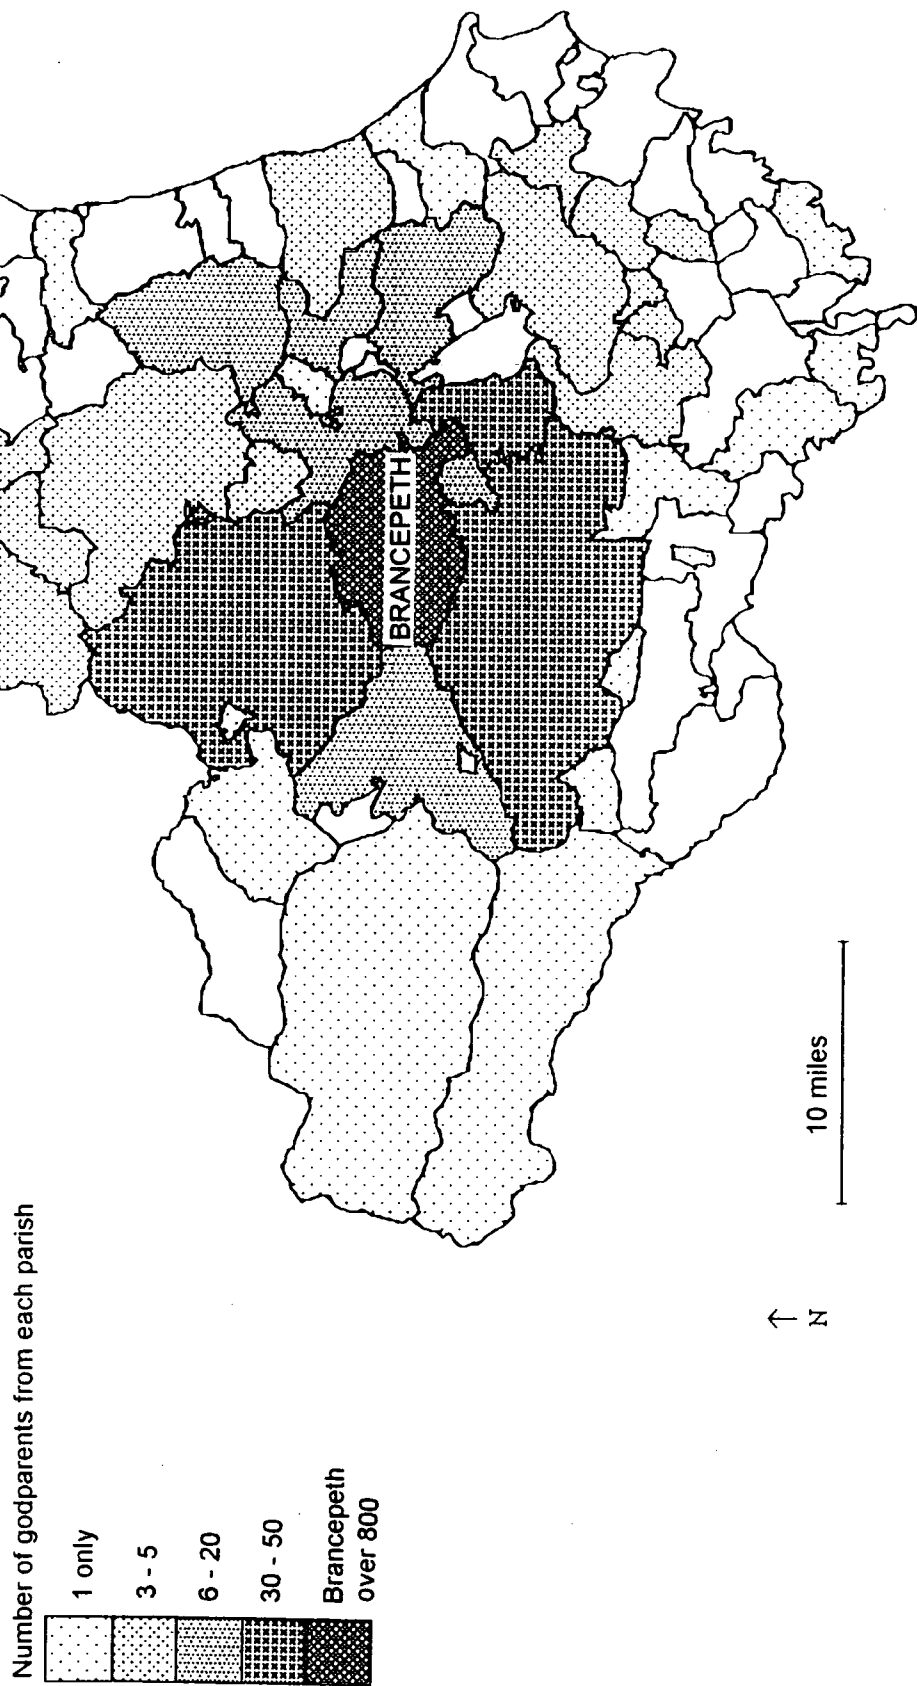 Number of godparents from each parish
1 only
3 - 5
6 - 20
30 - 50
Brancepeth
over 800
BRANCEPETH
N
10 miles